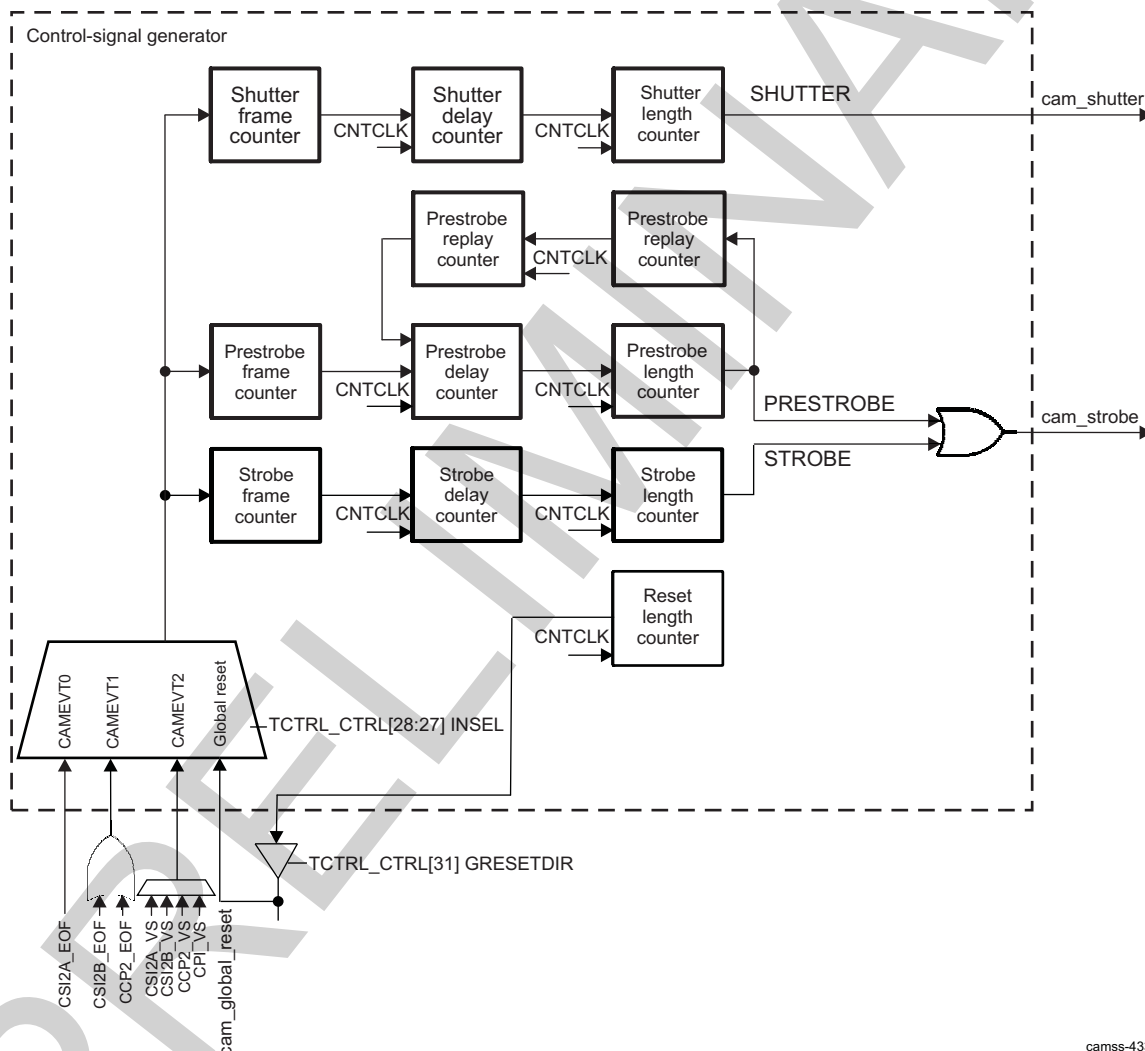 Control-signal generator
Shutter
frame
counter
CNTCLK
Shutter
delay
counter
CNTCLK
Shutter
length
counter
SHUTTER
cam_shutter
Prestrobe
replay
counter
CNTCLK
Prestrobe
replay
counter
Prestrobe
frame
counter
CNTCLK
Prestrobe
delay
counter
CNTCLK
Prestrobe
length
counter
PRESTROBE
cam_strobe
STROBE
Strobe
frame
counter
CNTCLK
Strobe
delay
counter
CNTCLK
Strobe
length
counter
CNTCLK
Reset
length
counter
CAMEVT0
CAMEVT1
CAMEVT2
Global reset
TCTRL_CTRL[28:27] INSEL
TCTRL_CTRL[31] GRESETDIR
CSI2A_EOF
CSI2B_EOF
CCP2_EOF
CSI2A_VS
CSI2B_VS
CCP2_VS
CPI_VS
cam_global_reset
camss-43
PRELIMINA